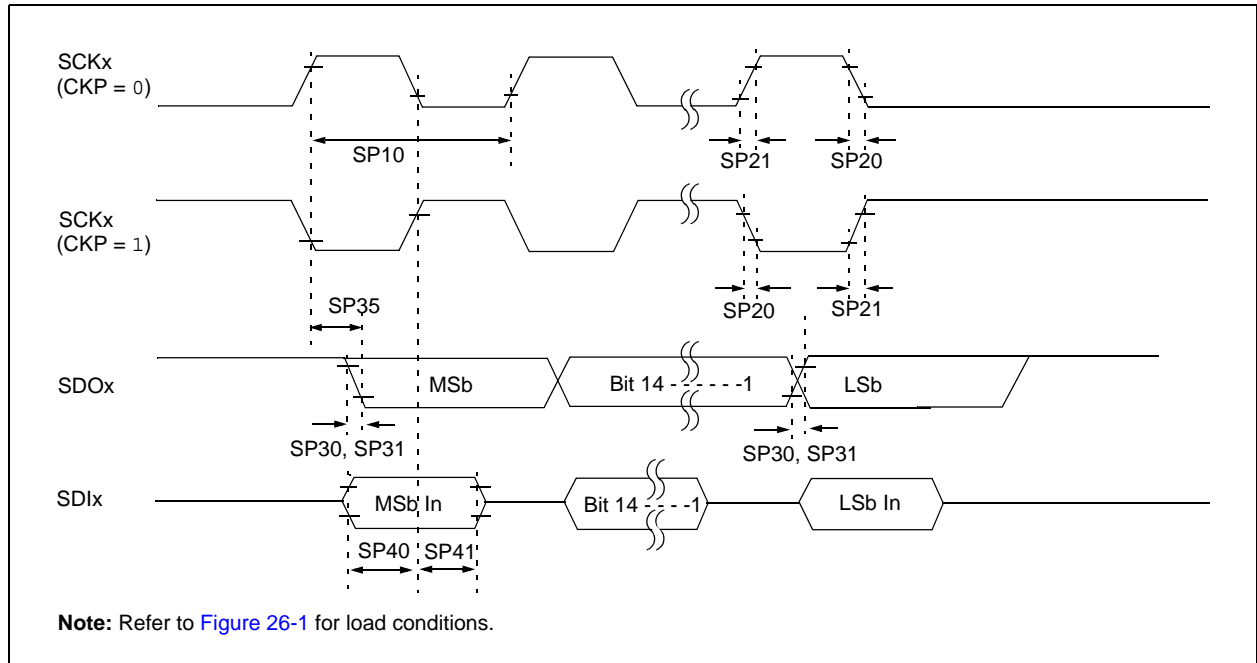 SCKx
(CKP = 0)
SP10
SP21
SP20
SCKx
(CKP = 1)
SP35
SP20
SP21
SDOx
MSb
Bit 14 - - - - - -1
LSb
SP30, SP31
SP30, SP31
SDIx
MSb In
Bit 14 - - - -1
LSb In
SP40
SP41
Note: Refer to Figure 26-1 for load conditions.